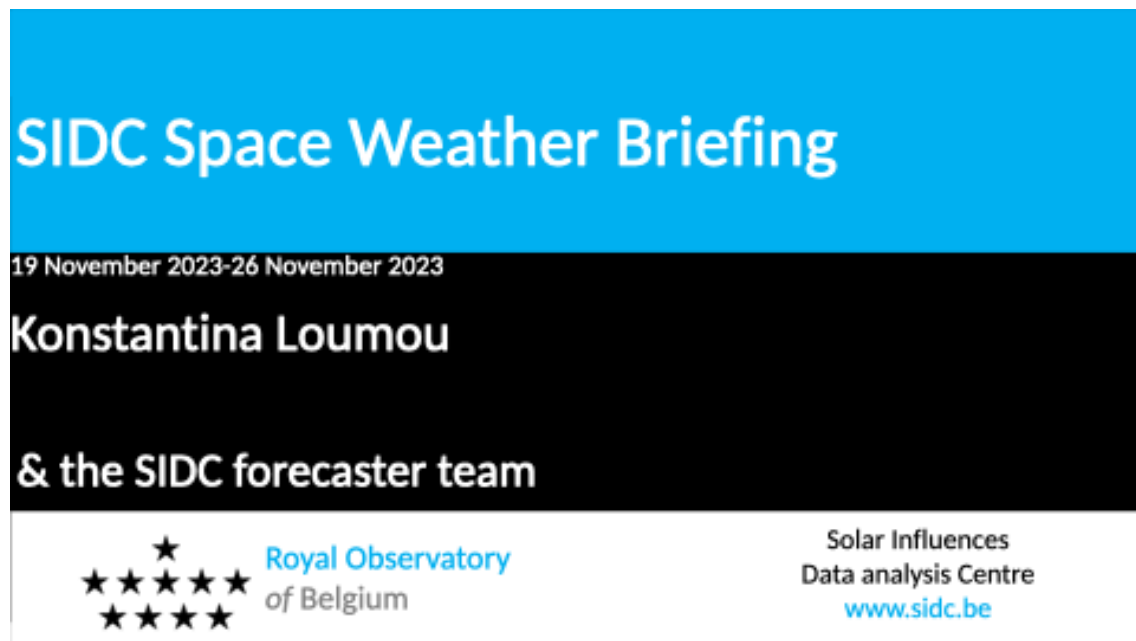 SIDC Space Weather Briefing
19 November 2023-26 November 2023
Konstantina Loumou
& the SIDC forecaster team
Royal Observatory
of Belgium
Solar Influences
Data analysis Centre
www.sidc.be